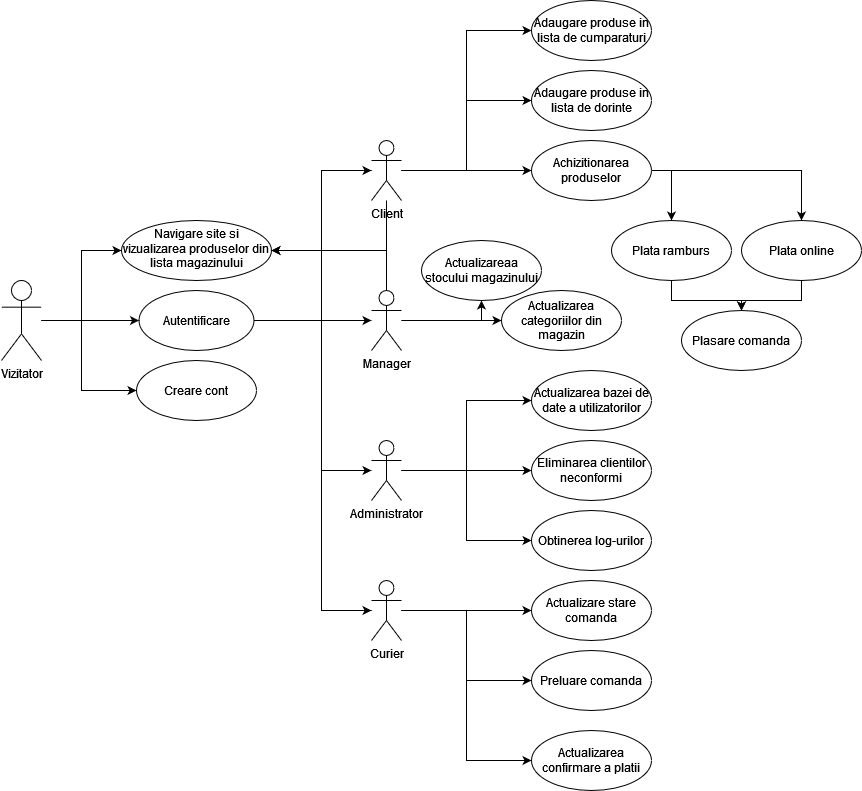 Adaugare produse in
lista de cumparaturi
Adaugare produse in
lista de dorinte
Achizitionarea
produselor
Client
Navigare site si
vizualizarea produselor din
lista magazinului
Plata ramburs
Plata online
Actualizareaa
stocului magazinului
Vizitator
Autentificare
Manager
Actualizarea
categoriilor din
magazin
Plasare comanda
Creare cont
Actualizarea bazei de
date a utilizatorilor
Administrator
Eliminarea clientilor
neconformi
Obtinerea log-urilor
Curier
Actualizare stare
comanda
Preluare comanda
Actualizarea
confirmare a platii